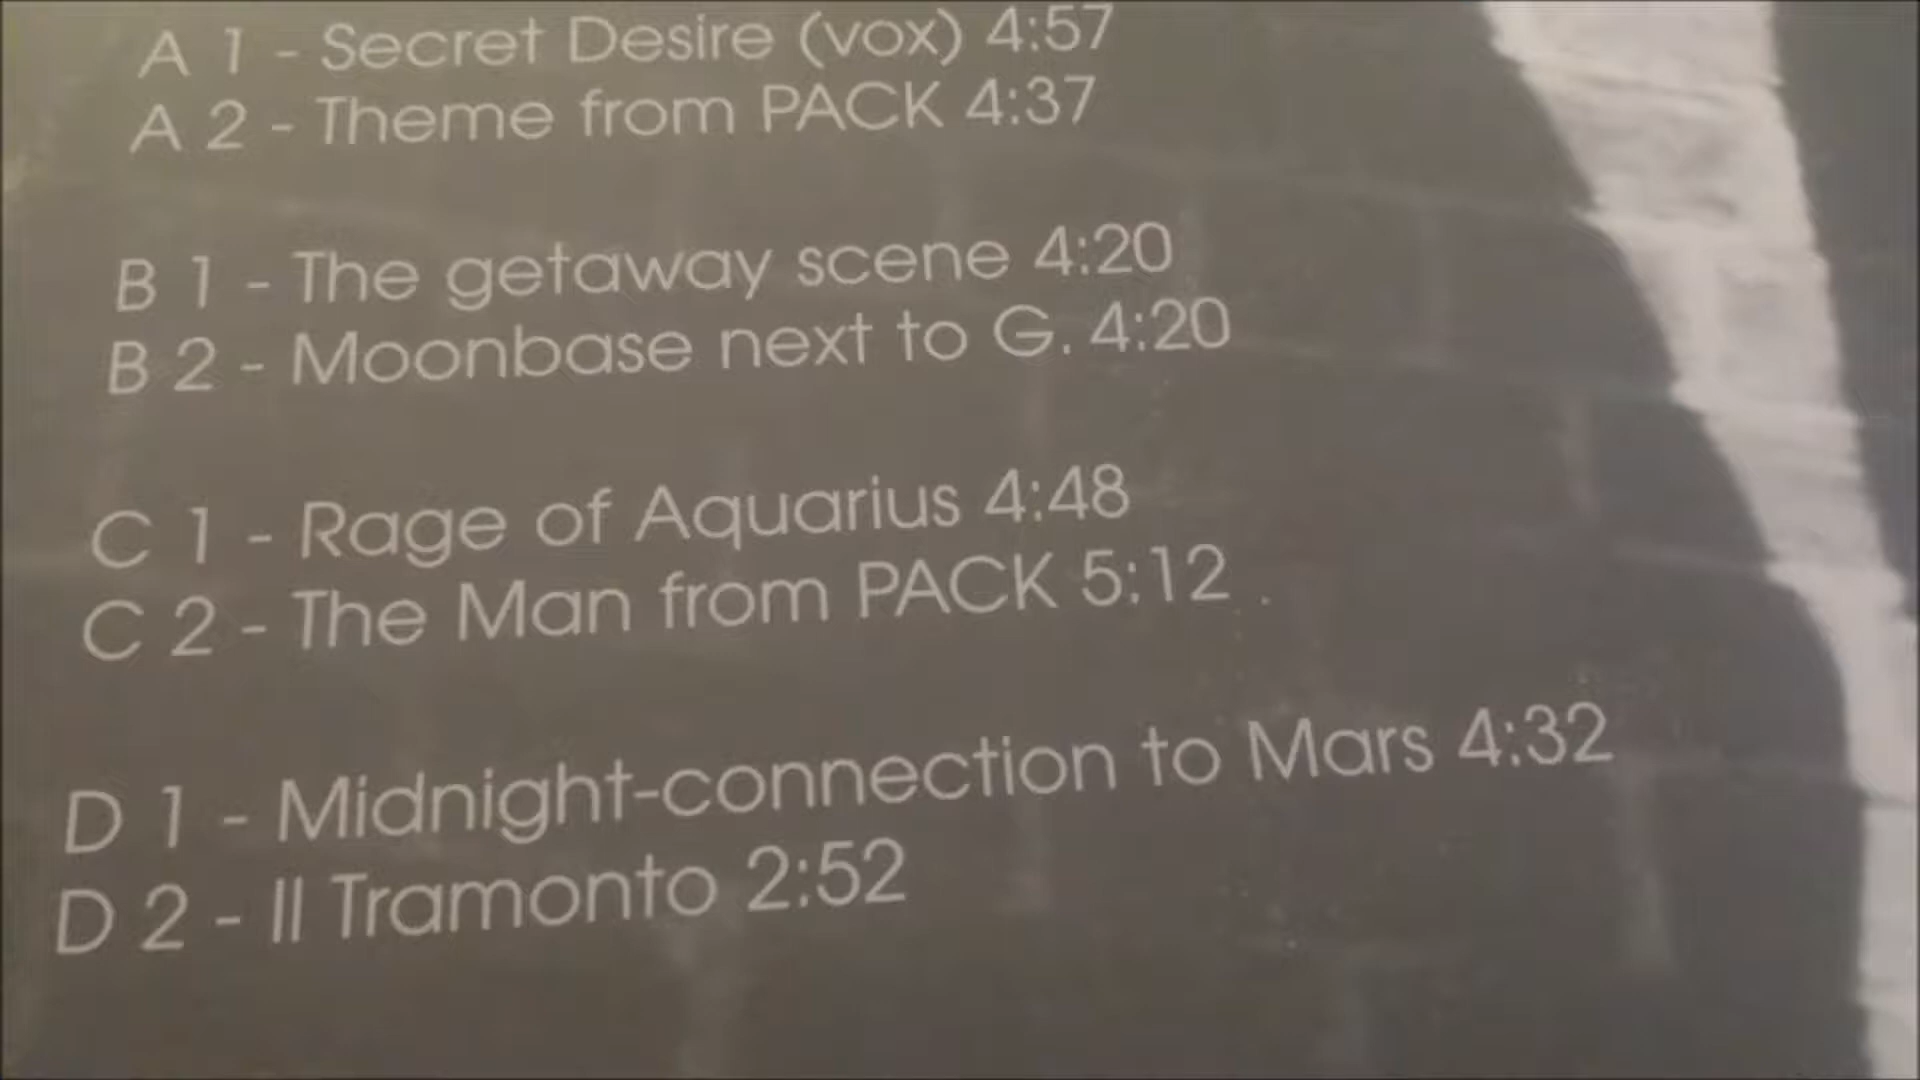 A 1 - Secret Desire (vox) 4:57
A 2 - Theme from PACK 4:37
B 1 - The getaway scene 4:20
B 2 - Moonbase next to G. 4:20
C 1 - Rage of Aquarius 4:48
C 2 - The Man from PACK 5:12
D 1 - Midnight-connection to Mars 4:32
D 2 - Il Tramonto 2:52